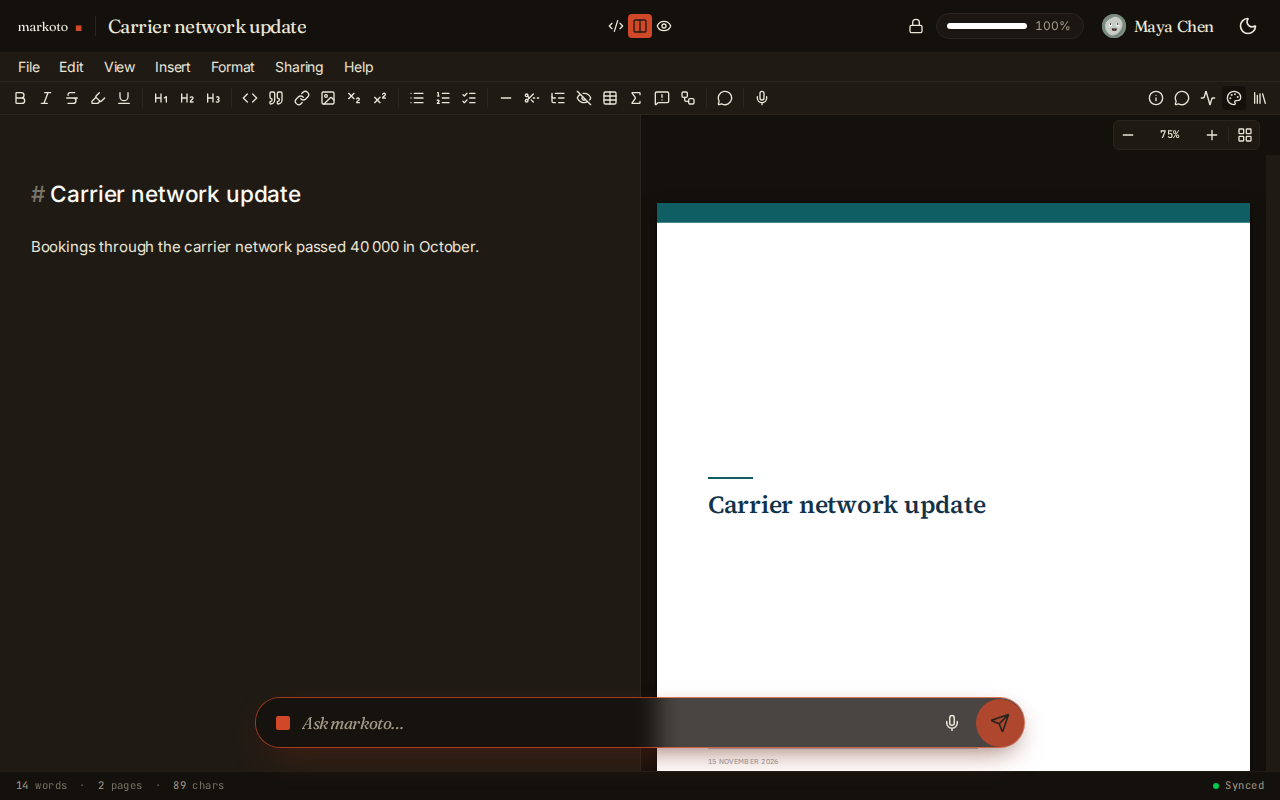 markoto
Carrier network update
100%
Maya Chen
File Edit View Insert Format Sharing Help
B I S U H1 H2 H3 x2 x2
75%
# Carrier network update
Bookings through the carrier network passed 40 000 in October.
Carrier network update
Ask markoto...
15 NOVEMBER 2026
14 words · 2 pages · 89 chars
Synced